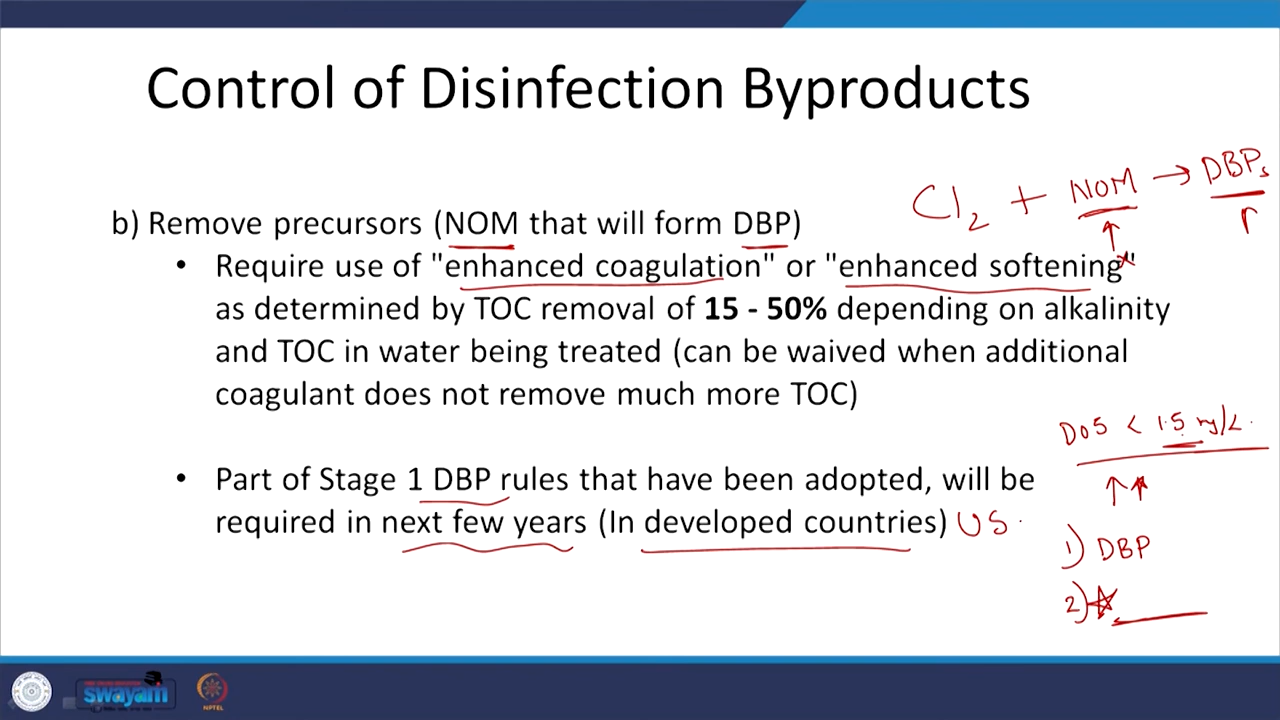 Control of Disinfection Byproducts
Cl2 + NOM → DBPs
b) Remove precursors (NOM that will form DBP)
• Require use of "enhanced coagulation" or "enhanced softening"
as determined by TOC removal of 15 - 50% depending on alkalinity
and TOC in water being treated (can be waived when additional
coagulant does not remove much more TOC)
< 1.5 mg/L.
• Part of Stage 1 DBP rules that have been adopted, will be
required in next few years (In developed countries) US
1) DBP
2)
swayam
NPTEL